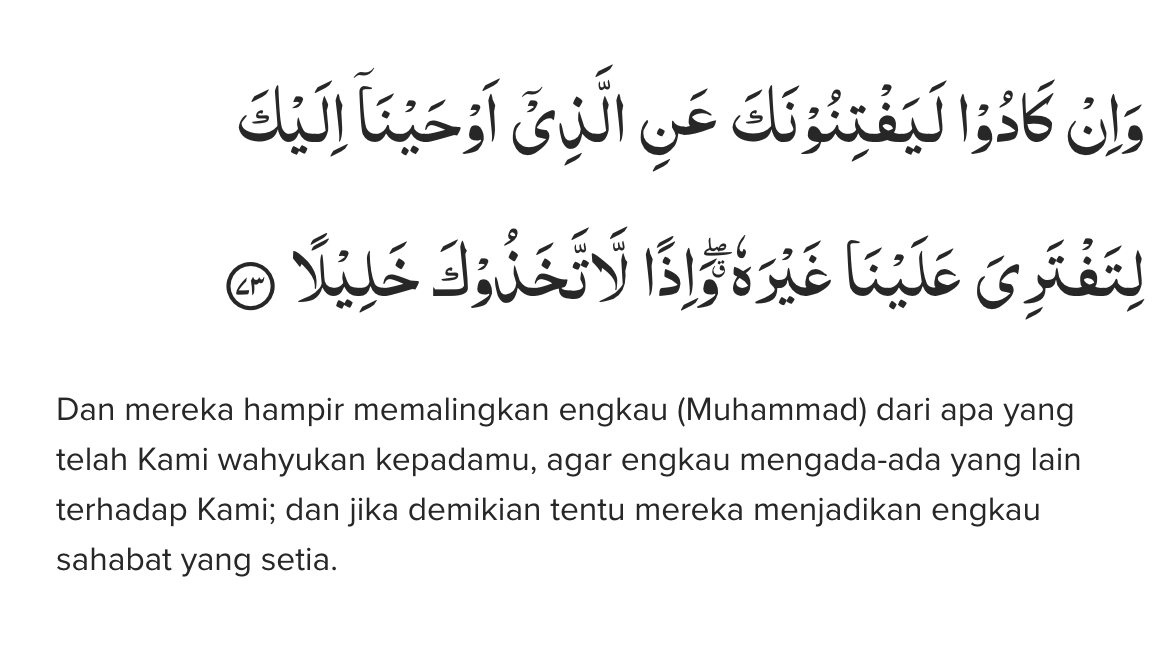 وَاِنْ كَادُوْا لَيَفْتِنُوْنَكَ عَنِ الَّذِيْٓ اَوْحَيْنَآ اِلَيْكَ
لِتَفْتَرِيَ عَلَيْنَا غَيْرَهٗۖ وَاِذًا لَّاتَّخَذُوْكَ خَلِيْلًا ٧٣
Dan mereka hampir memalingkan engkau (Muhammad) dari apa yang
telah Kami wahyukan kepadamu, agar engkau mengada-ada yang lain
terhadap Kami; dan jika demikian tentu mereka menjadikan engkau
sahabat yang setia.